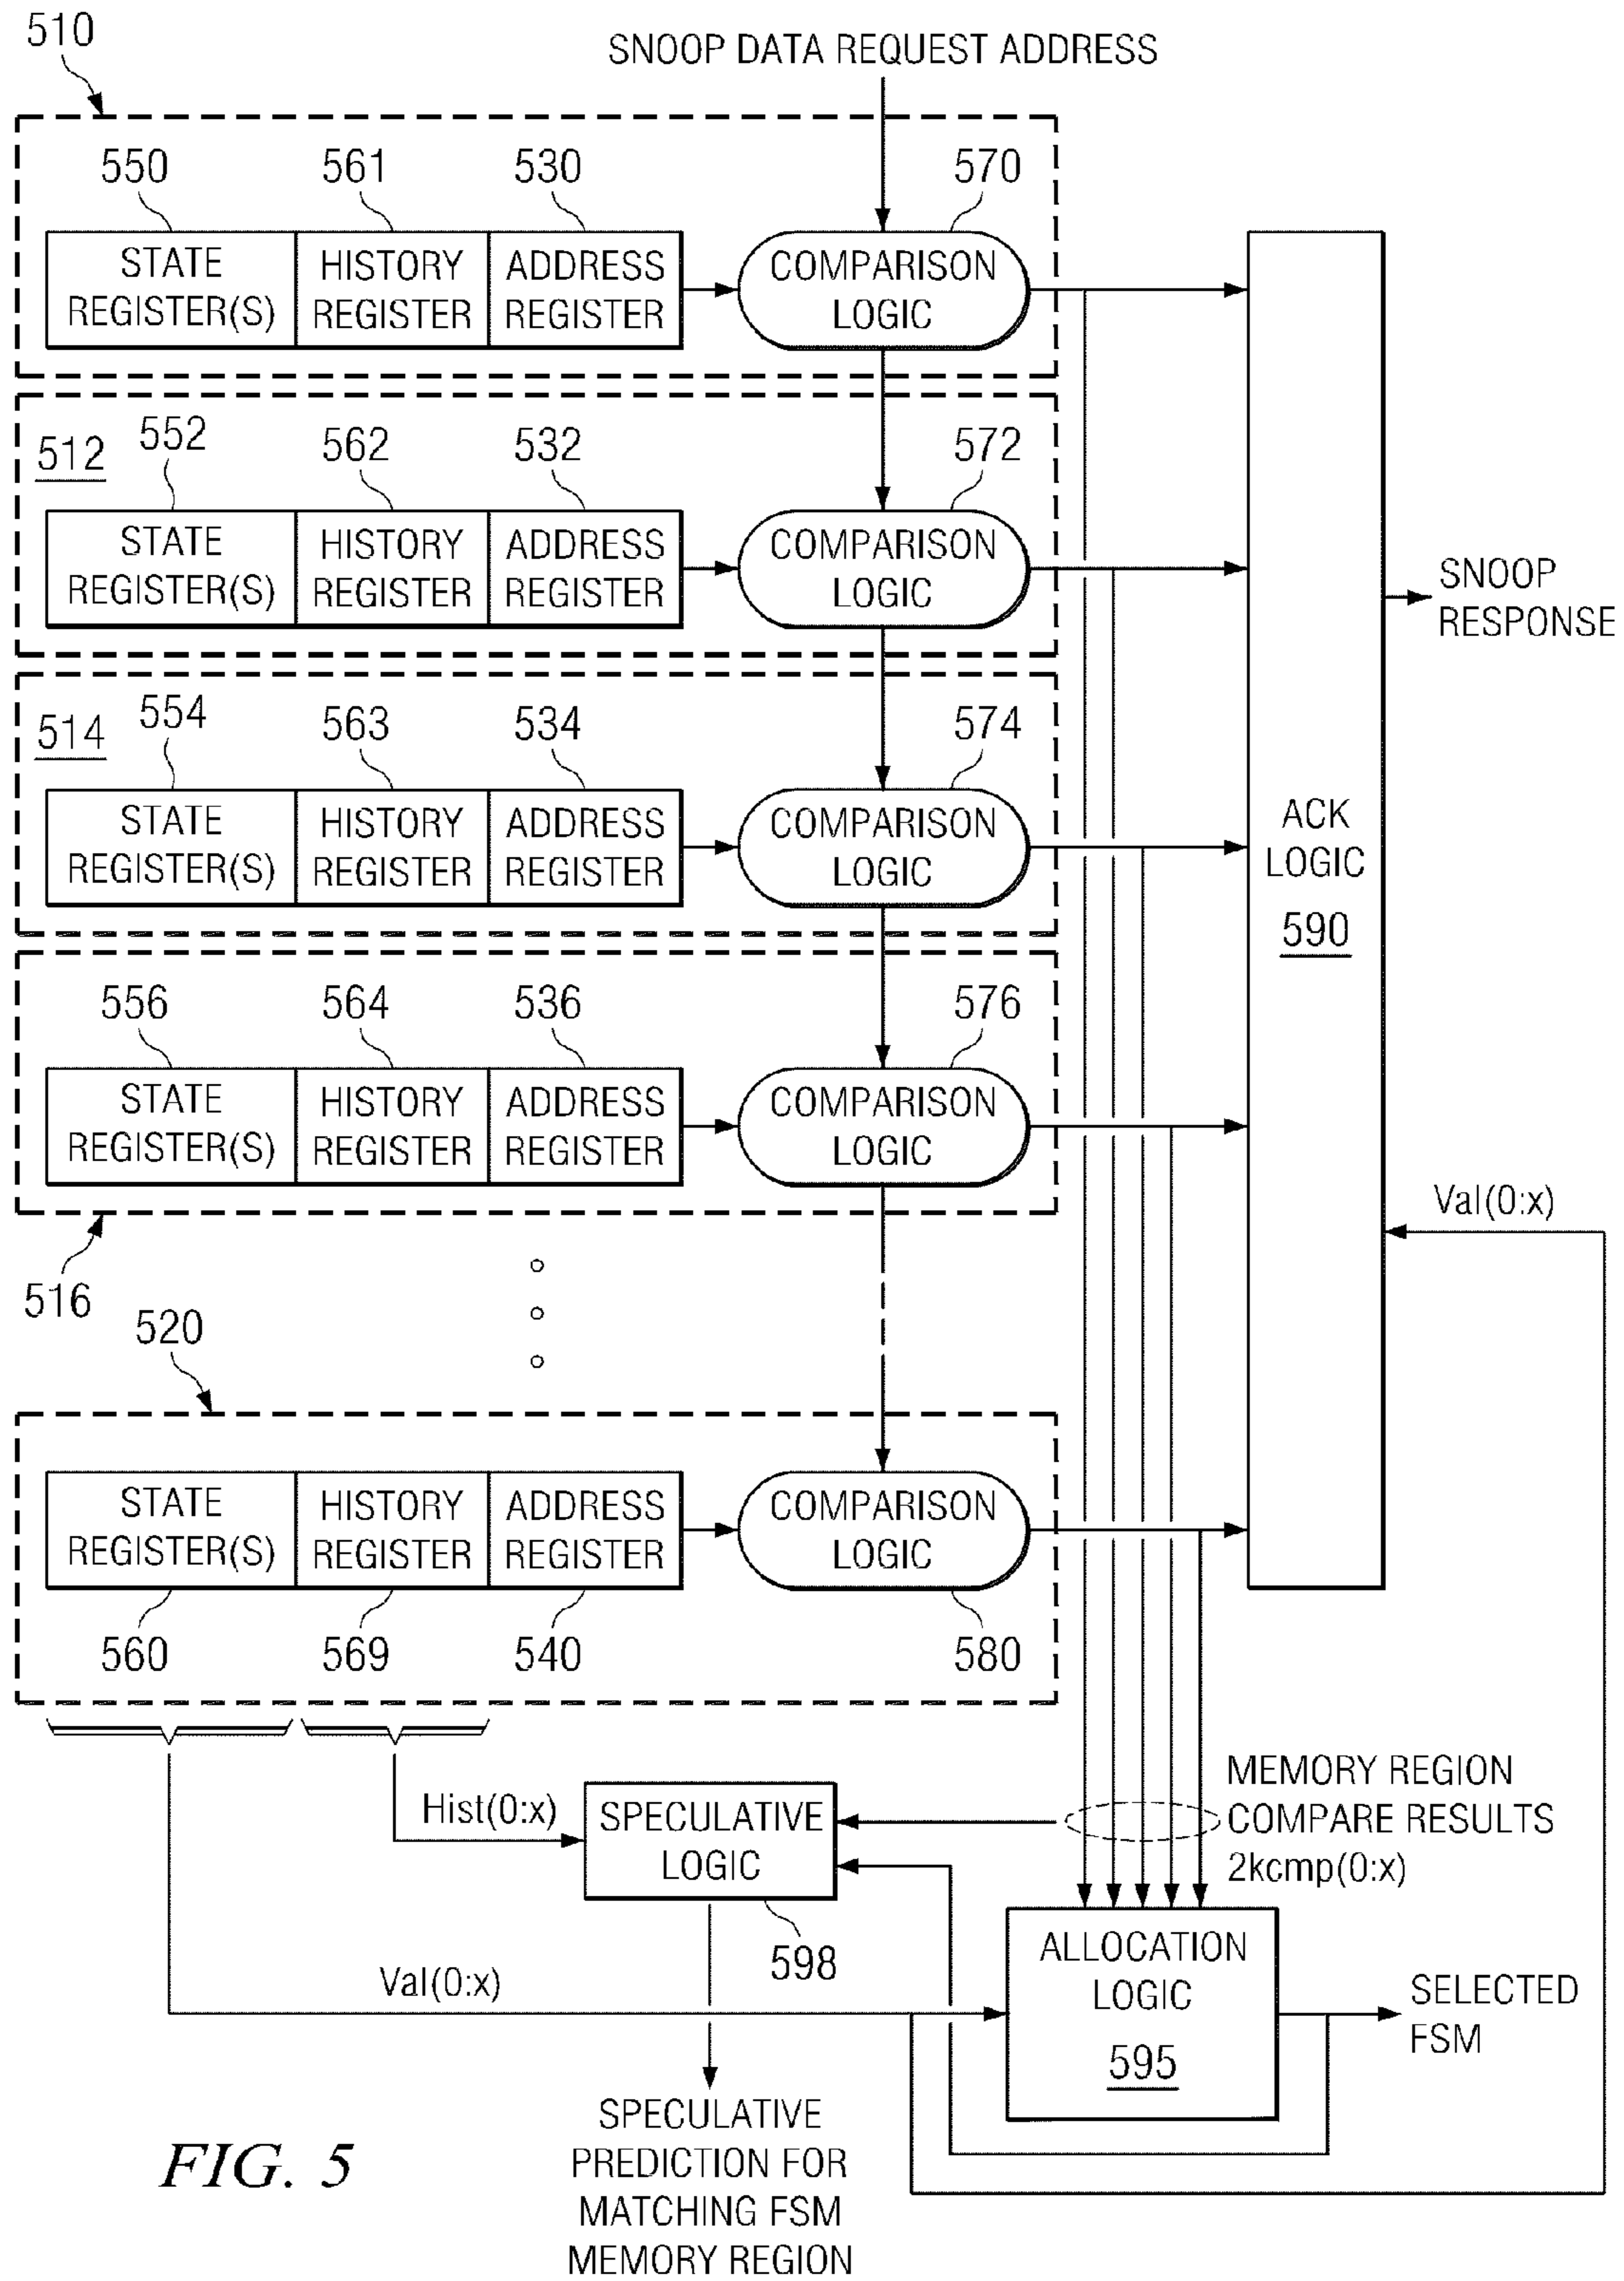 510
SNOOP DATA REQUEST ADDRESS
550
561
530
570
STATE
REGISTER(S)
HISTORY
REGISTER
ADDRESS
REGISTER
COMPARISON
LOGIC
512
552
562
532
572
STATE
REGISTER(S)
HISTORY
REGISTER
ADDRESS
REGISTER
COMPARISON
LOGIC
SNOOP
RESPONSE
514
554
563
534
574
STATE
REGISTER(S)
HISTORY
REGISTER
ADDRESS
REGISTER
COMPARISON
LOGIC
ACK
LOGIC
590
556
564
536
576
STATE
REGISTER(S)
HISTORY
REGISTER
ADDRESS
REGISTER
COMPARISON
LOGIC
Val(0:x)
516
520
STATE
REGISTER(S)
HISTORY
REGISTER
ADDRESS
REGISTER
COMPARISON
LOGIC
560
569
540
580
Hist(0:x)
SPECULATIVE
LOGIC
598
MEMORY REGION
COMPARE RESULTS
2kcmp(0:x)
Val(0:x)
ALLOCATION
LOGIC
595
SELECTED
FSM
SPECULATIVE
PREDICTION FOR
MATCHING FSM
MEMORY REGION
FIG. 5